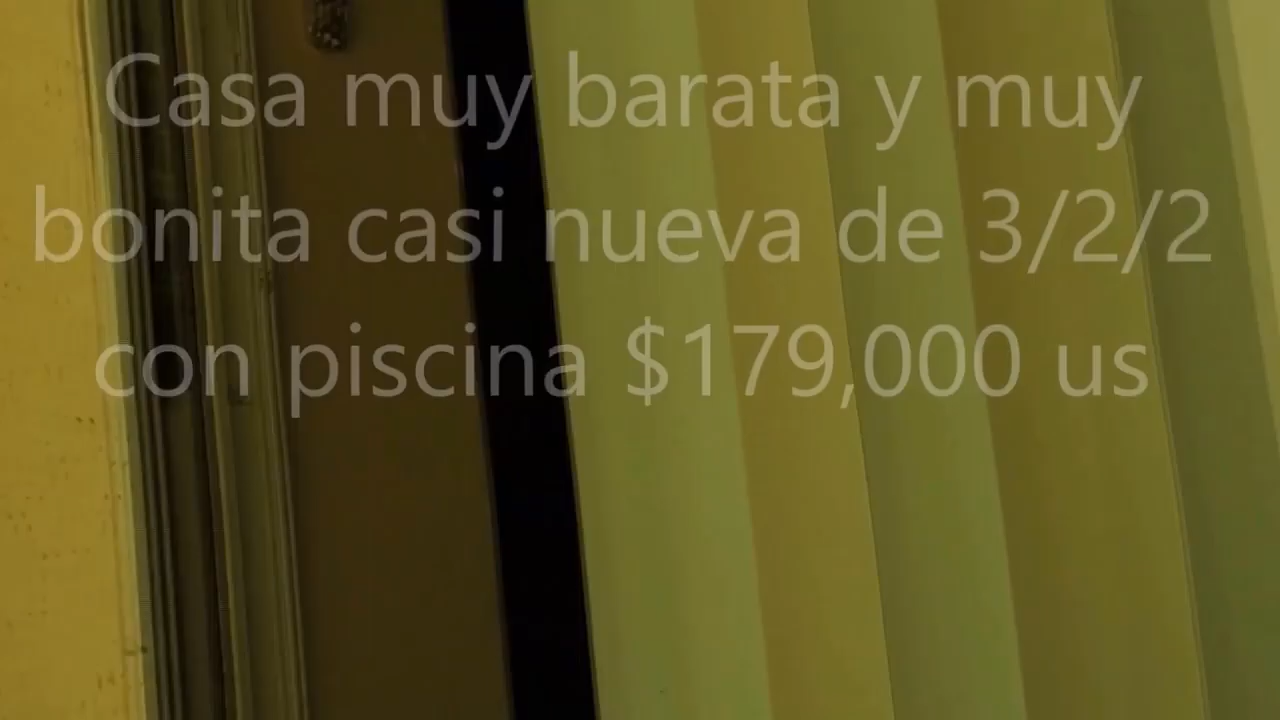 Casa muy barata y muy
bonita casi nueva de 3/2/2
con piscina $179,000 us